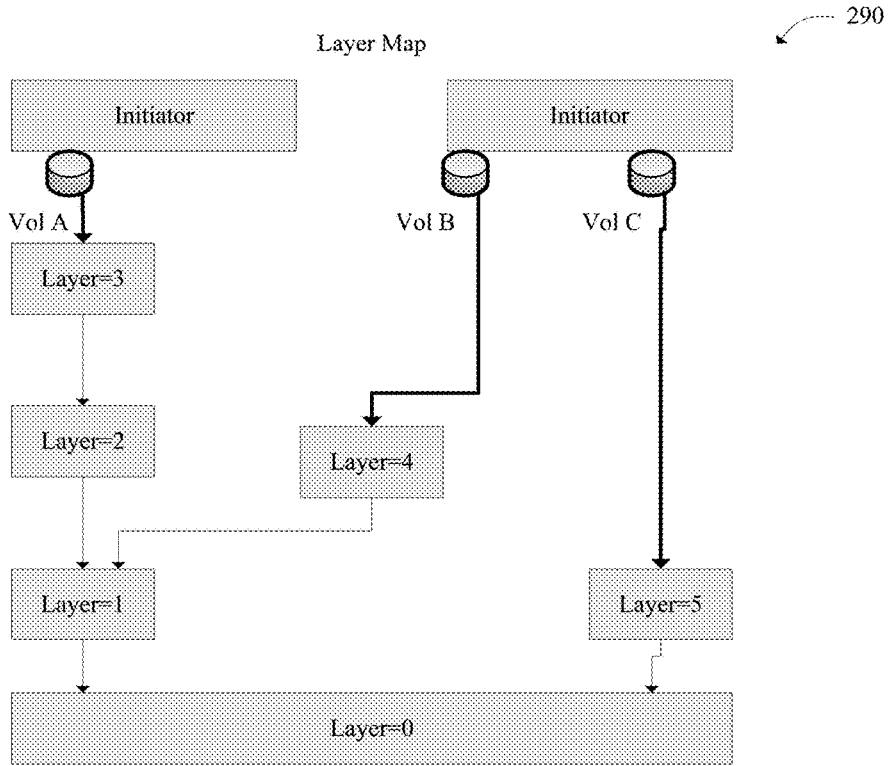 290
Layer Map
Initiator
Initiator
Vol A
Vol B
Vol C
Layer=3
Layer=2
Layer=4
Layer=1
Layer=5
Layer=0